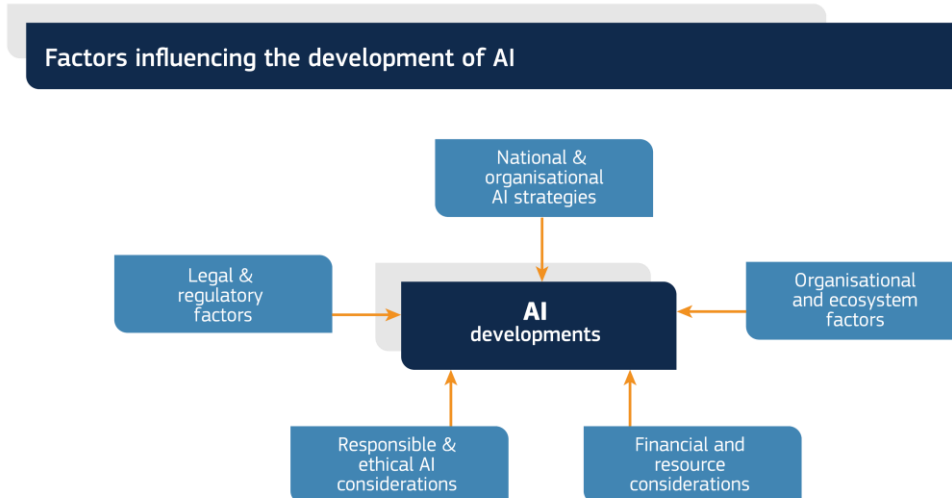 Factors influencing the development of AI
National &
organisational
AI strategies
Legal &
regulatory
factors
AI
developments
Organisational
and ecosystem
factors
Responsible &
ethical AI
considerations
Financial and
resource
considerations